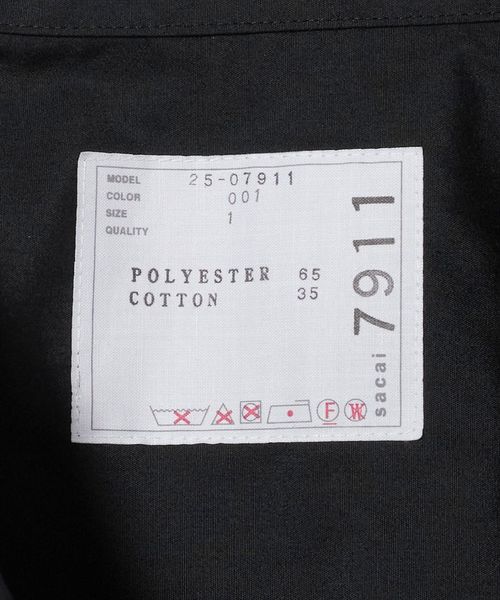 MODEL 25-07911
COLOR 001
SIZE 1
QUALITY
POLYESTER 65
COTTON 35
F
W
sacai 7911